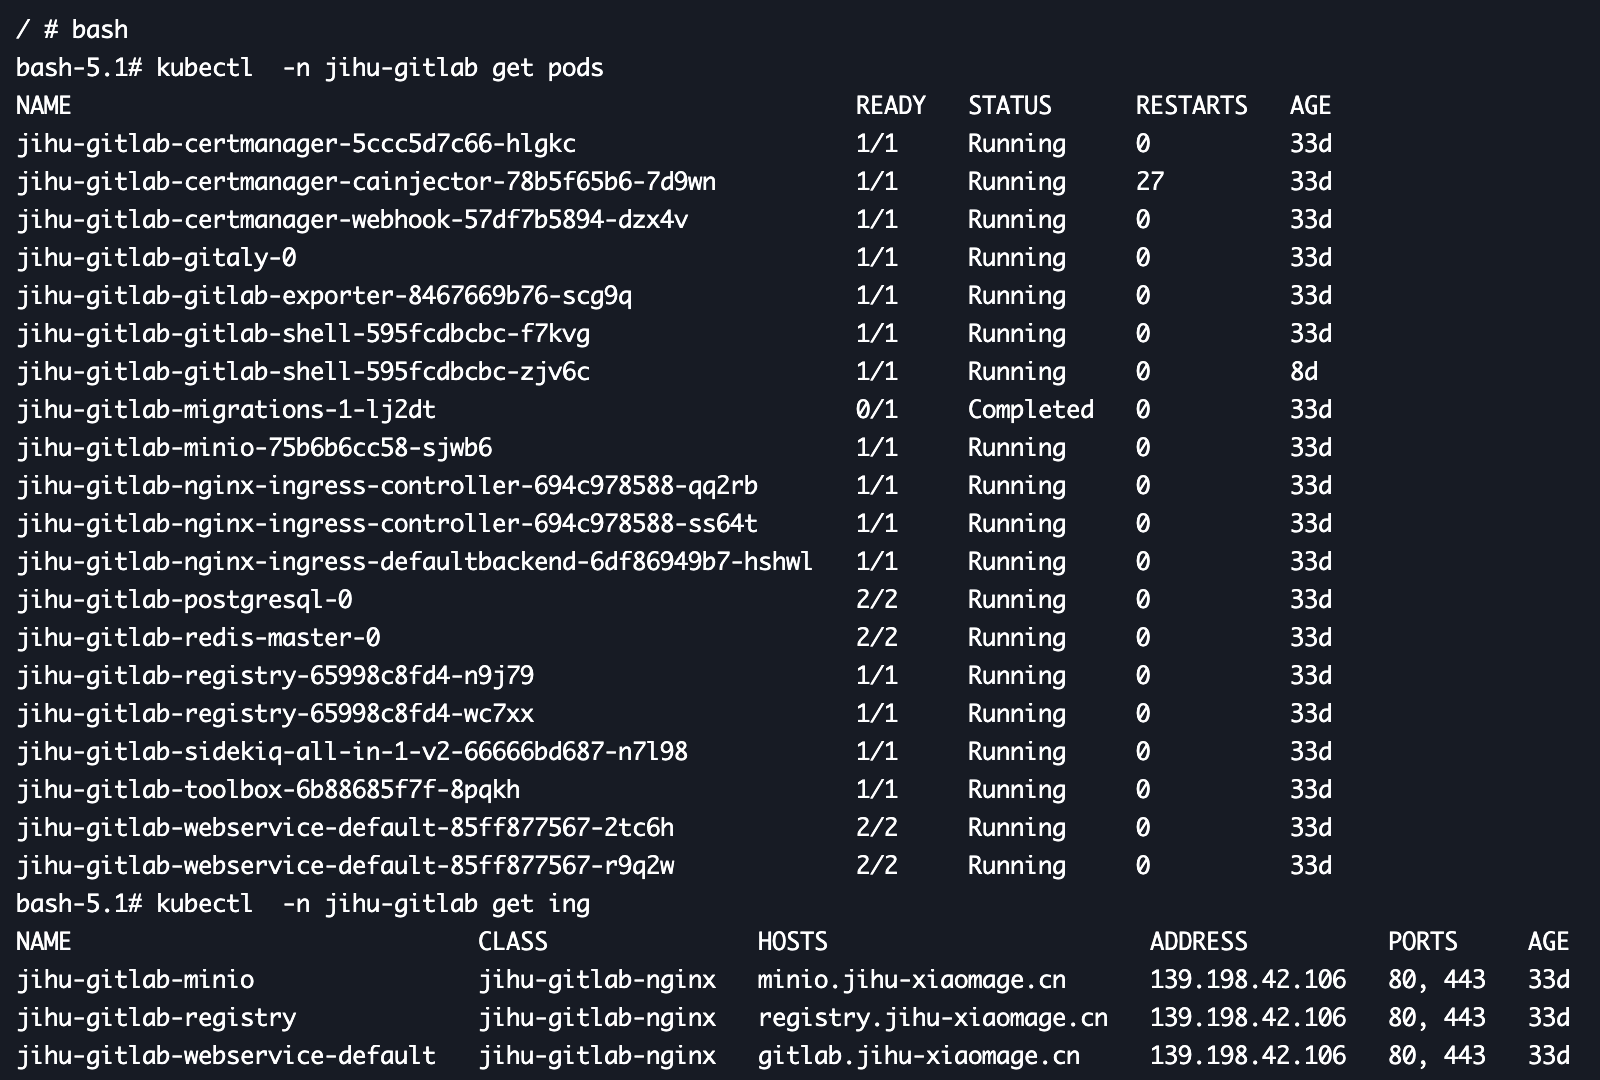 / # bash
bash-5.1# kubectl  -n jihu-gitlab get pods
NAME                                                        READY   STATUS      RESTARTS   AGE
jihu-gitlab-certmanager-5ccc5d7c66-hlgkc                    1/1     Running     0          33d
jihu-gitlab-certmanager-cainjector-78b5f65b6-7d9wn          1/1     Running     27         33d
jihu-gitlab-certmanager-webhook-57df7b5894-dzx4v            1/1     Running     0          33d
jihu-gitlab-gitaly-0                                        1/1     Running     0          33d
jihu-gitlab-gitlab-exporter-8467669b76-scg9q                1/1     Running     0          33d
jihu-gitlab-gitlab-shell-595fcdbcbc-f7kvg                   1/1     Running     0          33d
jihu-gitlab-gitlab-shell-595fcdbcbc-zjv6c                   1/1     Running     0          8d
jihu-gitlab-migrations-1-lj2dt                              0/1     Completed   0          33d
jihu-gitlab-minio-75b6b6cc58-sjwb6                          1/1     Running     0          33d
jihu-gitlab-nginx-ingress-controller-694c978588-qq2rb       1/1     Running     0          33d
jihu-gitlab-nginx-ingress-controller-694c978588-ss64t       1/1     Running     0          33d
jihu-gitlab-nginx-ingress-defaultbackend-6df86949b7-hshwl   1/1     Running     0          33d
jihu-gitlab-postgresql-0                                    2/2     Running     0          33d
jihu-gitlab-redis-master-0                                  2/2     Running     0          33d
jihu-gitlab-registry-65998c8fd4-n9j79                       1/1     Running     0          33d
jihu-gitlab-registry-65998c8fd4-wc7xx                       1/1     Running     0          33d
jihu-gitlab-sidekiq-all-in-1-v2-66666bd687-n7l98            1/1     Running     0          33d
jihu-gitlab-toolbox-6b88685f7f-8pqkh                        1/1     Running     0          33d
jihu-gitlab-webservice-default-85ff877567-2tc6h             2/2     Running     0          33d
jihu-gitlab-webservice-default-85ff877567-r9q2w             2/2     Running     0          33d
bash-5.1# kubectl  -n jihu-gitlab get ing
NAME                             CLASS               HOSTS                       ADDRESS          PORTS     AGE
jihu-gitlab-minio                jihu-gitlab-nginx   minio.jihu-xiaomage.cn      139.198.42.106   80, 443   33d
jihu-gitlab-registry             jihu-gitlab-nginx   registry.jihu-xiaomage.cn   139.198.42.106   80, 443   33d
jihu-gitlab-webservice-default   jihu-gitlab-nginx   gitlab.jihu-xiaomage.cn     139.198.42.106   80, 443   33d